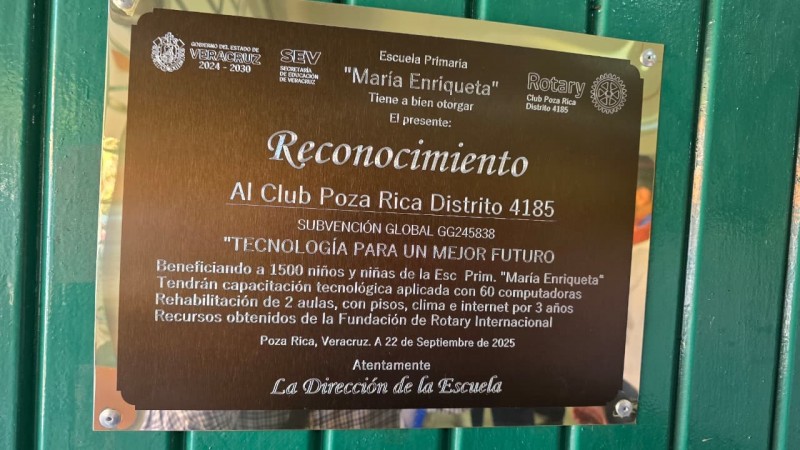 GOBIERNO DEL ESTADO DE
VERACRUZ
2024 - 2030
SEV
SECRETARÍA
DE EDUCACIÓN
DE VERACRUZ
Escuela Primaria
"María Enriqueta"
Tiene a bien otorgar
El presente:
Rotary
Club Poza Rica
Distrito 4185
Reconocimiento
Al Club Poza Rica Distrito 4185
SUBVENCIÓN GLOBAL GG245838
"TECNOLOGÍA PARA UN MEJOR FUTURO
Beneficiando a 1500 niños y niñas de la Esc Prim. "María Enriqueta"
Tendrán capacitación tecnológica aplicada con 60 computadoras
Rehabilitación de 2 aulas, con pisos, clima e internet por 3 años
Recursos obtenidos de la Fundación de Rotary Internacional
Poza Rica, Veracruz. A 22 de Septiembre de 2025
Atentamente
La Dirección de la Escuela